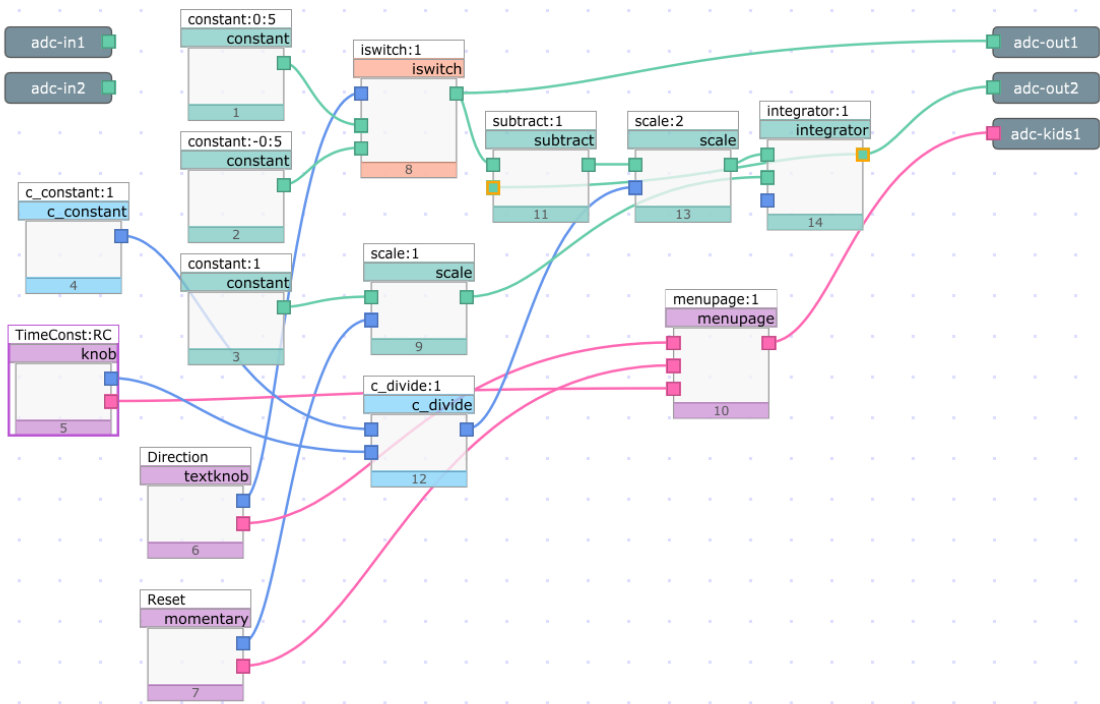 adc-in1
adc-in2
constant:0:5
constant
1
constant:-0:5
constant
2
c_constant:1
c_constant
4
constant:1
constant
3
TimeConst:RC
knob
5
Direction
textknob
6
Reset
momentary
7
iswitch:1
iswitch
8
scale:1
scale
9
c_divide:1
c_divide
12
subtract:1
subtract
11
scale:2
scale
13
integrator:1
integrator
14
menupage:1
menupage
10
adc-out1
adc-out2
adc-kids1